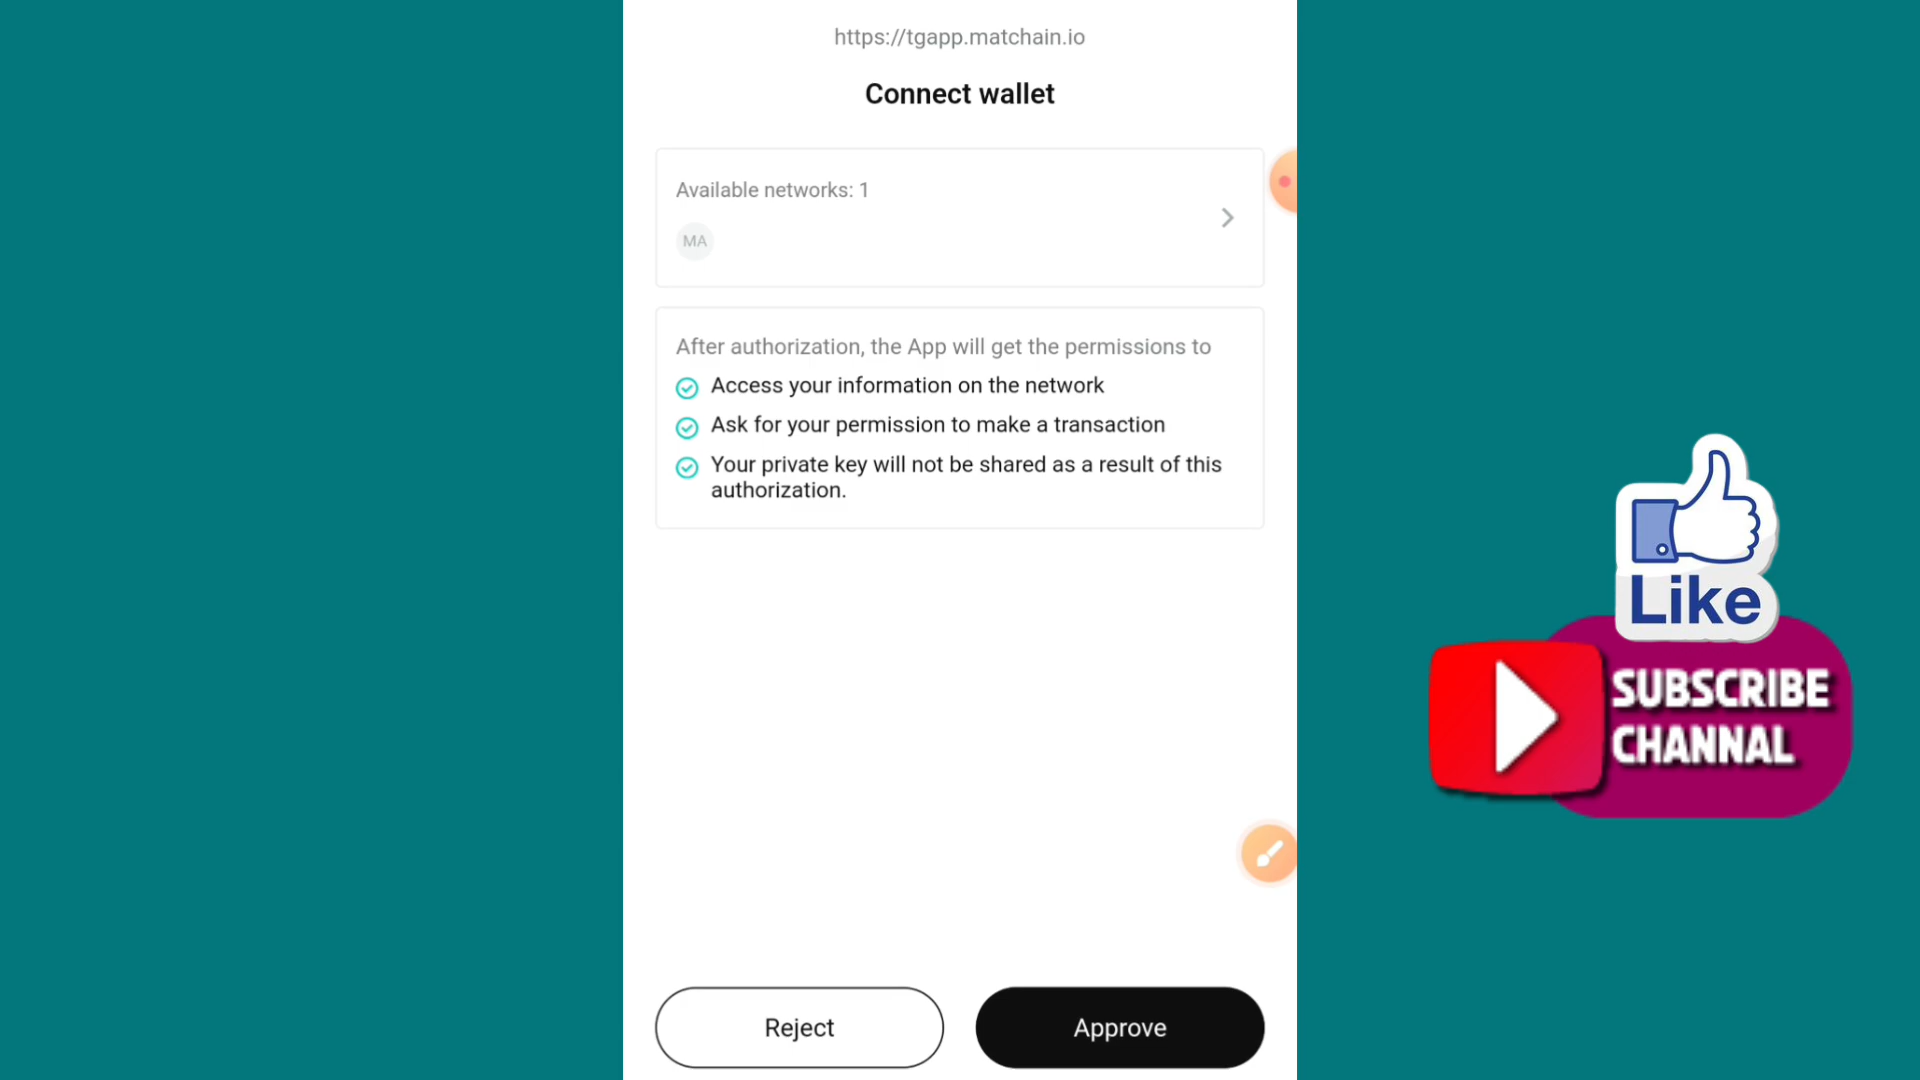 https://tgapp.matchain.io
Connect wallet
Available networks: 1
MA
After authorization, the App will get the permissions to
Access your information on the network
Ask for your permission to make a transaction
Your private key will not be shared as a result of this
authorization.
Like
SUBSCRIBE
CHANNAL
Reject
Approve